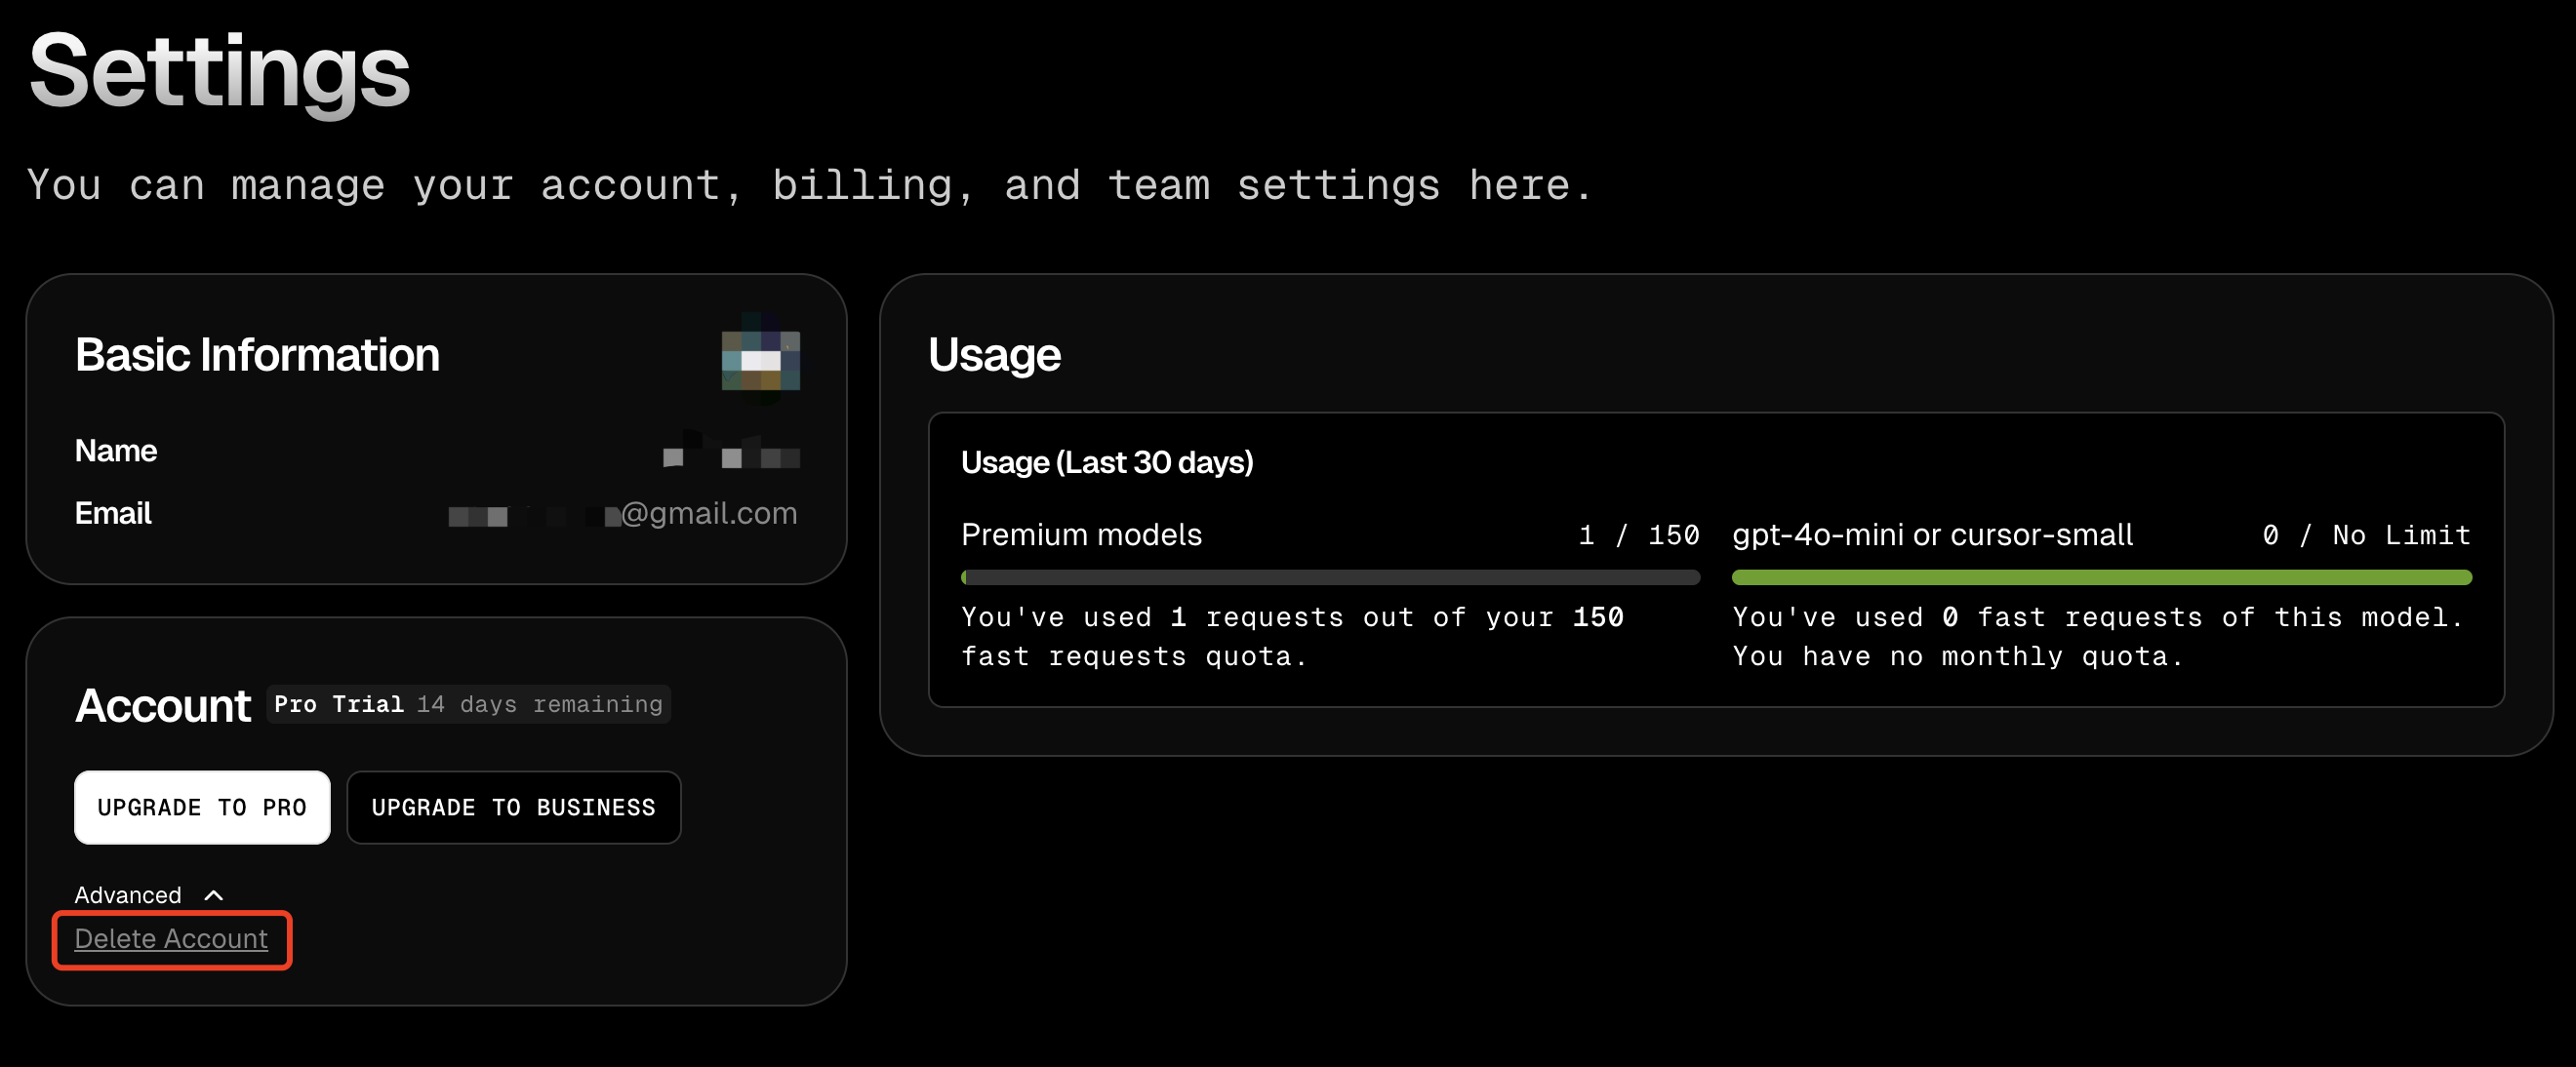 Settings
You can manage your account, billing, and team settings here.
Basic Information
Name
Email @gmail.com
Account Pro Trial 14 days remaining
UPGRADE TO PRO UPGRADE TO BUSINESS
Advanced
Delete Account
Usage
Usage (Last 30 days)
Premium models 1 / 150
You've used 1 requests out of your 150
fast requests quota.
gpt-4o-mini or cursor-small 0 / No Limit
You've used 0 fast requests of this model.
You have no monthly quota.